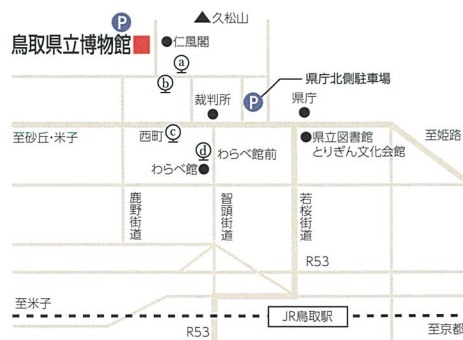 P
▲久松山
鳥取県立博物館
仁風閣
ⓐ
ⓑ
県庁北側駐車場
P
裁判所
県庁
至砂丘・米子
西町
ⓒ
県立図書館
とりぎん文化会館
至姫路
ⓓ
わらべ館前
わらべ館
鹿野街道
智頭街道
若桜街道
R53
至米子
JR鳥取駅
R53
至京都